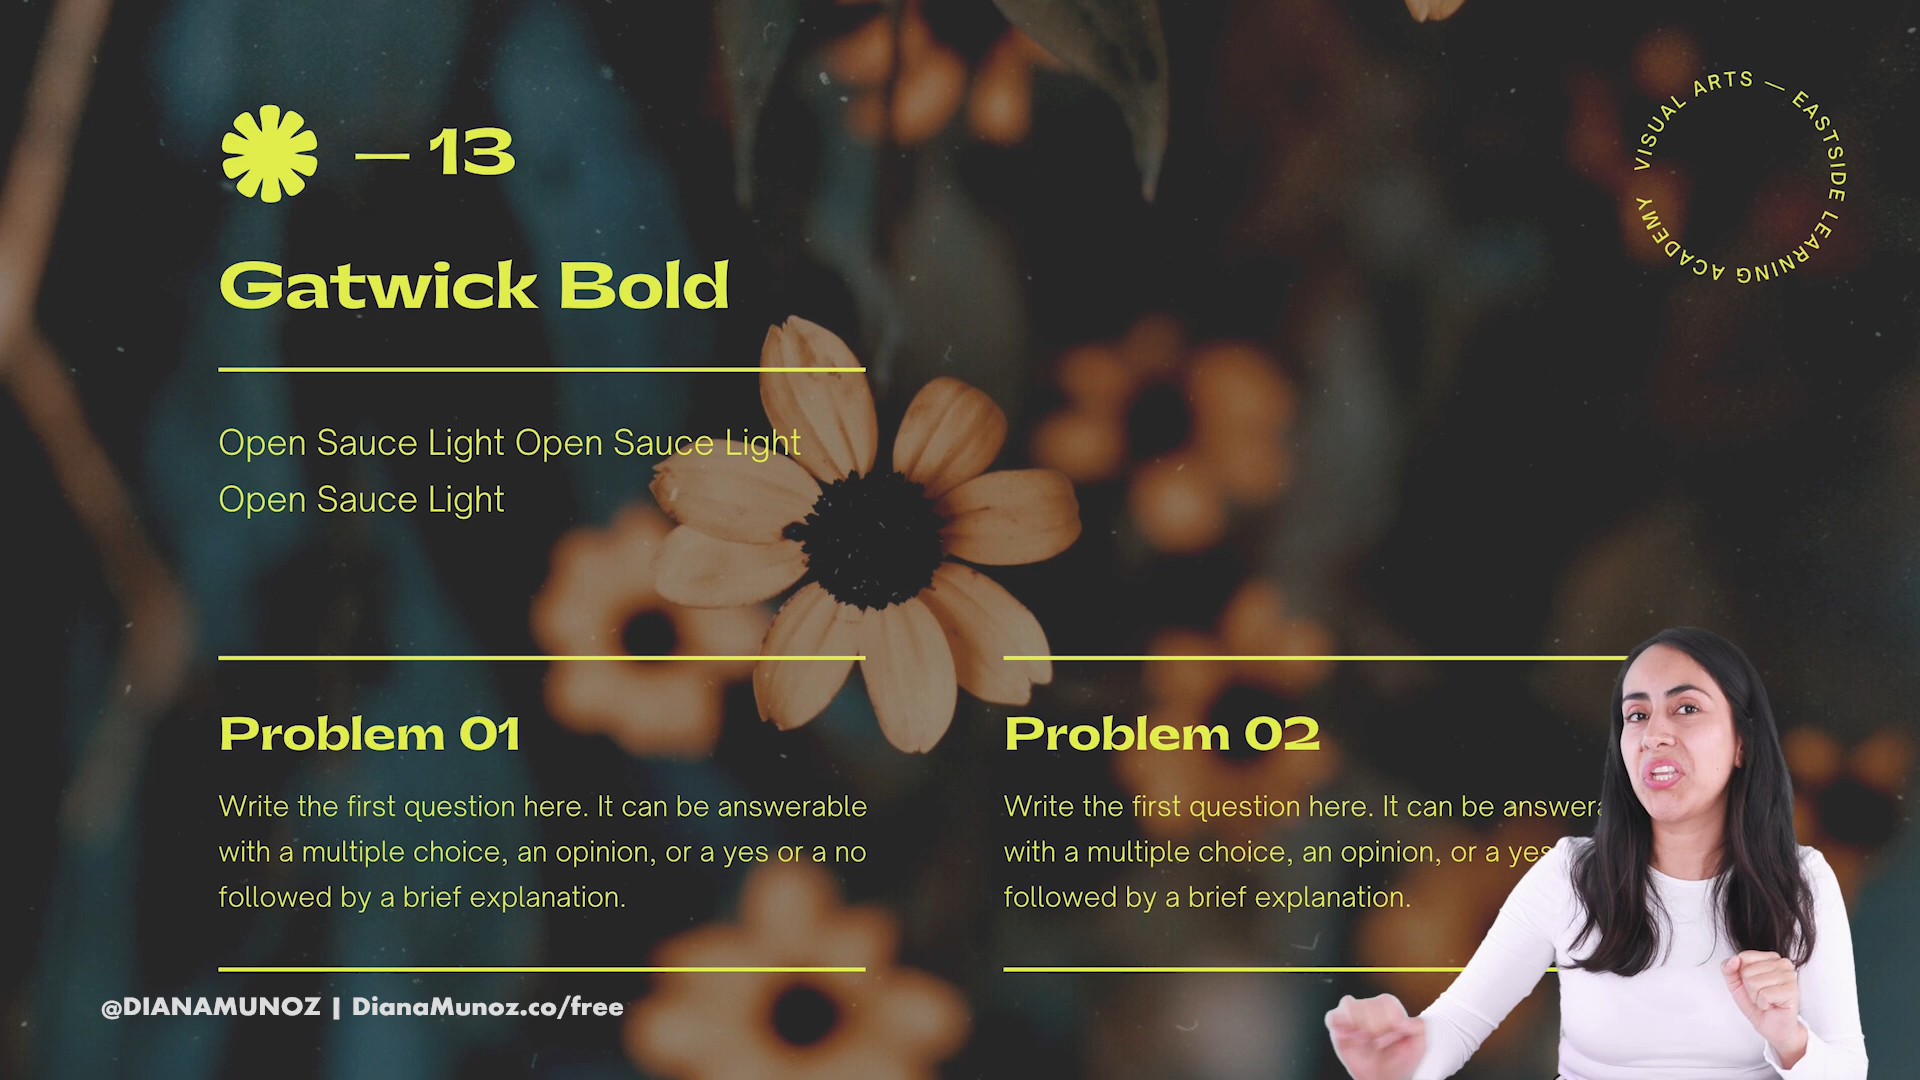 — 13
VISUAL ARTS — EASTSIDE LEARNING ACADEMY
Gatwick Bold
Open Sauce Light Open Sauce Light
Open Sauce Light
Problem 01
Write the first question here. It can be answerable
with a multiple choice, an opinion, or a yes or a no
followed by a brief explanation.
Problem 02
Write the first question here. It can be
with a multiple choice, an opinion, or a yes
followed by a brief explanation.
@DIANAMUNOZ | DianaMunoz.co/free